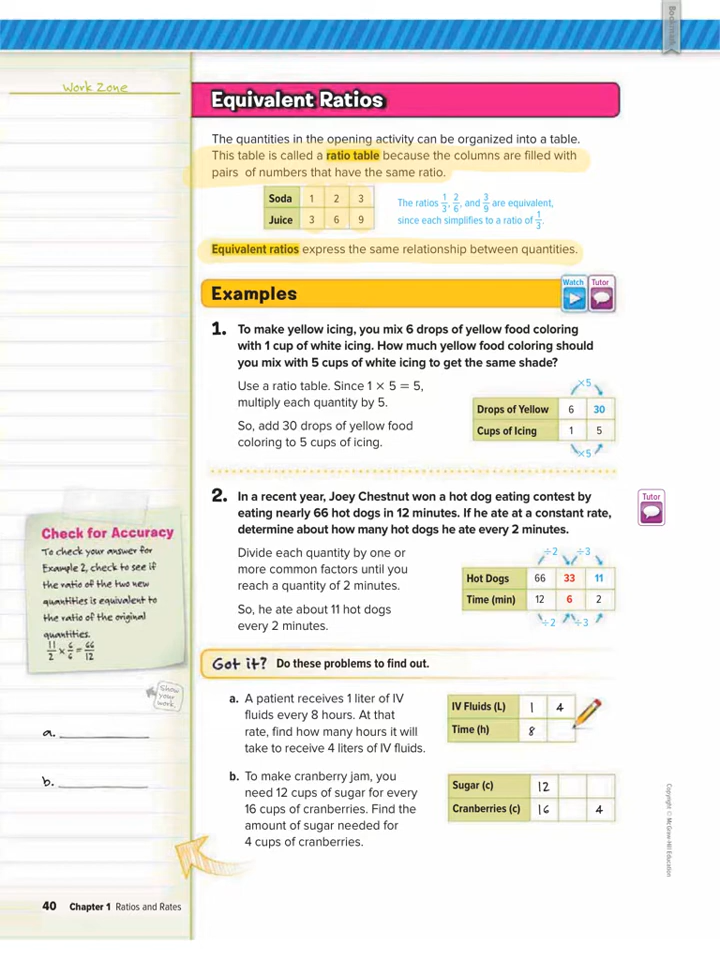 Bookmark
Work Zone
Equivalent Ratios
The quantities in the opening activity can be organized into a table.
This table is called a ratio table because the columns are filled with
pairs of numbers that have the same ratio.
Soda 1 2 3
Juice 3 6 9
The ratios 1/3, 2/6, and 3/9 are equivalent,
since each simplifies to a ratio of 1/3.
Equivalent ratios express the same relationship between quantities.
Examples
Watch Tutor
1. To make yellow icing, you mix 6 drops of yellow food coloring
with 1 cup of white icing. How much yellow food coloring should
you mix with 5 cups of white icing to get the same shade?
Use a ratio table. Since 1 × 5 = 5,
multiply each quantity by 5.
So, add 30 drops of yellow food
coloring to 5 cups of icing.
×5
Drops of Yellow 6 30
Cups of Icing 1 5
×5
2. In a recent year, Joey Chestnut won a hot dog eating contest by
eating nearly 66 hot dogs in 12 minutes. If he ate at a constant rate,
determine about how many hot dogs he ate every 2 minutes.
Tutor
Divide each quantity by one or
more common factors until you
reach a quantity of 2 minutes.
So, he ate about 11 hot dogs
every 2 minutes.
÷2 ÷3
Hot Dogs 66 33 11
Time (min) 12 6 2
÷2 ÷3
Check for Accuracy
To check your answer for
Example 2, check to see if
the ratio of the two new
quantities is equivalent to
the ratio of the original
quantities.
11/2 × 6/6 = 66/12
Got it? Do these problems to find out.
Show
your
work.
a. ____
b. ____
a. A patient receives 1 liter of IV
fluids every 8 hours. At that
rate, find how many hours it will
take to receive 4 liters of IV fluids.
IV Fluids (L) 1 4
Time (h) 8
b. To make cranberry jam, you
need 12 cups of sugar for every
16 cups of cranberries. Find the
amount of sugar needed for
4 cups of cranberries.
Sugar (c) 12
Cranberries (c) 16 4
Copyright © McGraw-Hill Education
40 Chapter 1 Ratios and Rates